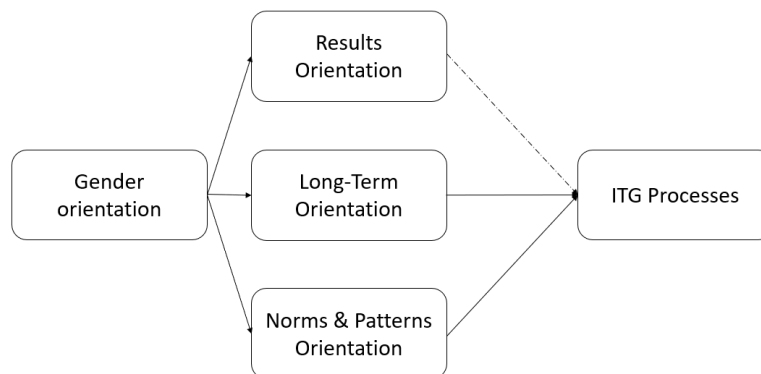 Results
Orientation
Gender
orientation
Long-Term
Orientation
ITG Processes
Norms & Patterns
Orientation